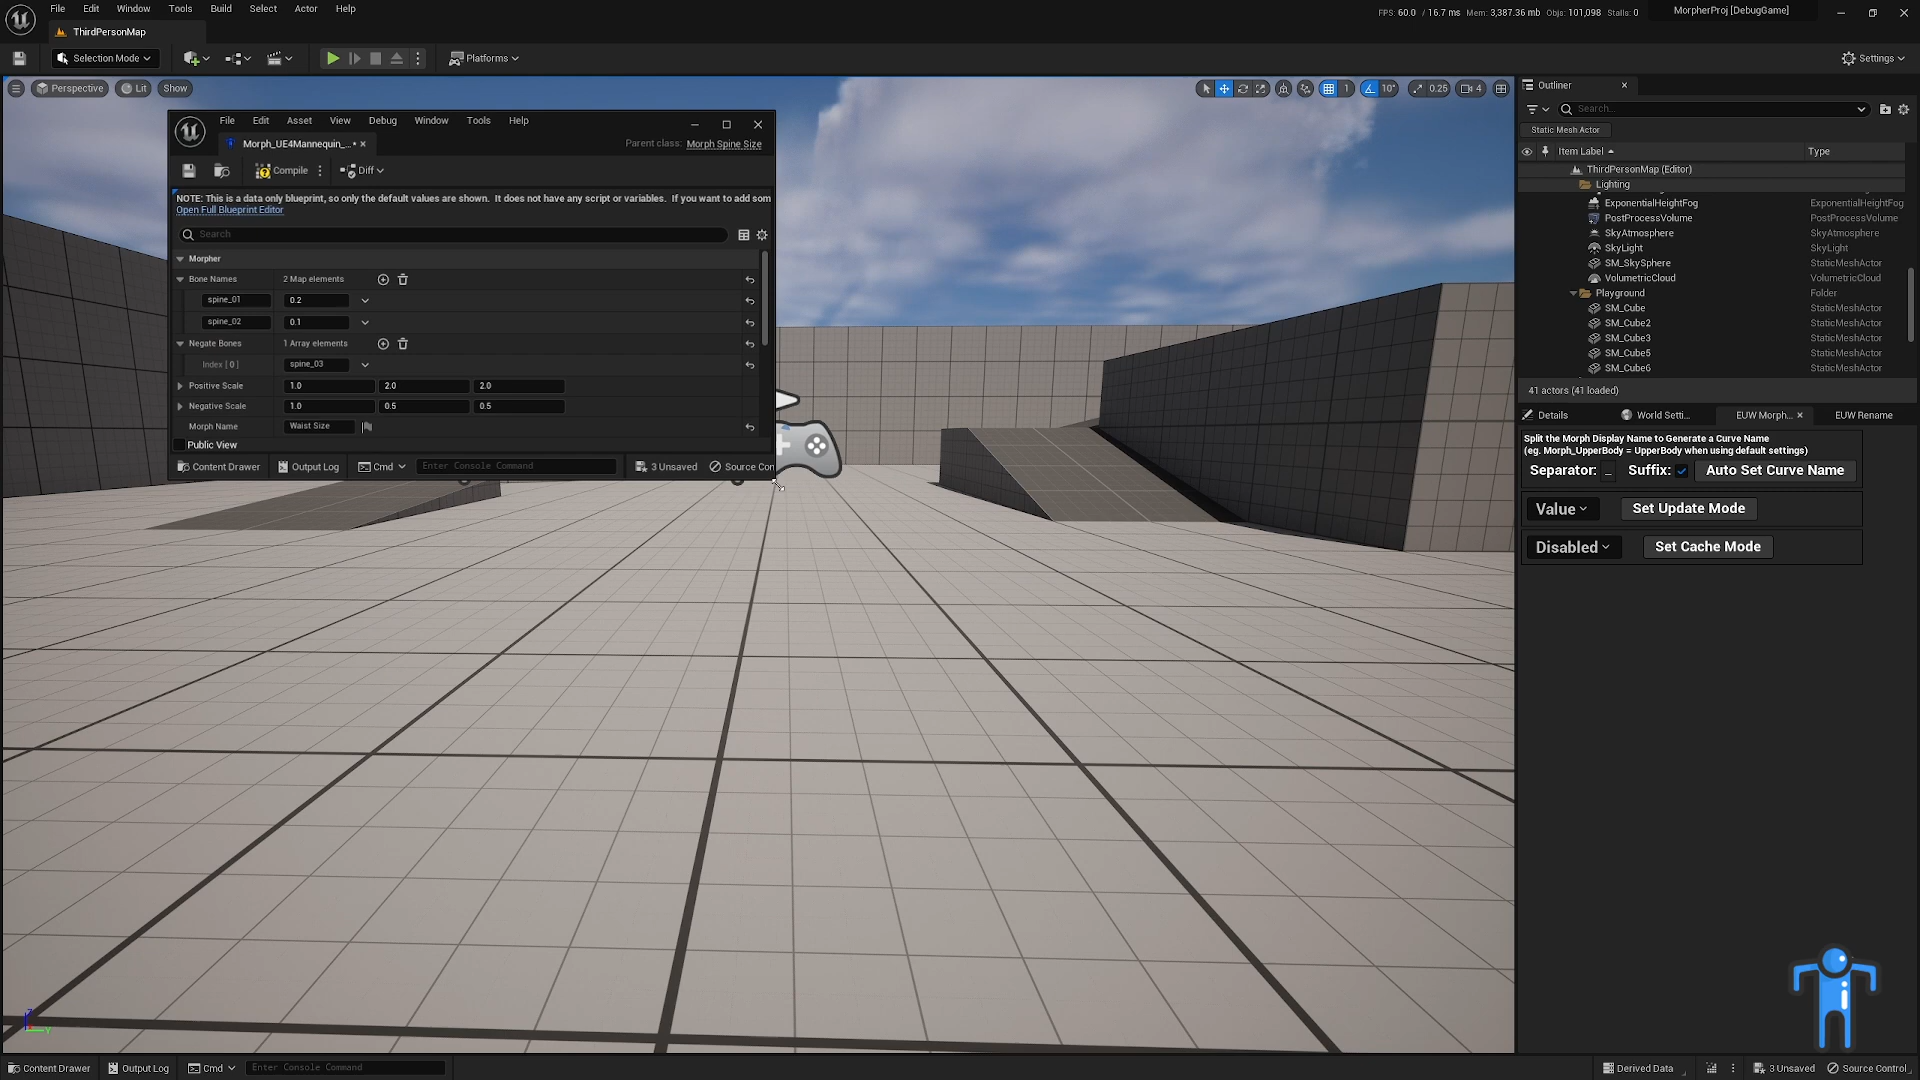 File Edit Window Tools Build Select Actor Help
FPS: 60.0 / 16.7 ms Mem: 3,387.36 mb Objs: 101,098 Stalls: 0
MorpherProj [DebugGame]
ThirdPersonMap
Selection Mode
Platforms
Settings
Perspective Lit Show
1 10° 0.25 4
File Edit Asset View Debug Window Tools Help
Morph_UE4Mannequin_...*
Parent class: Morph Spine Size
Compile Diff
NOTE: This is a data only blueprint, so only the default values are shown. It does not have any script or variables. If you want to add som
Open Full Blueprint Editor
Search
Morpher
Bone Names 2 Map elements
spine_01 0.2
spine_02 0.1
Negate Bones 1 Array elements
Index [ 0 ] spine_03
Positive Scale 1.0 2.0 2.0
Negative Scale 1.0 0.5 0.5
Morph Name Waist Size
Public View
Content Drawer Output Log Cmd Enter Console Command 3 Unsaved Source Con
Outliner
Search...
Static Mesh Actor
Item Label Type
ThirdPersonMap (Editor)
Lighting
ExponentialHeightFog ExponentialHeightFog
PostProcessVolume PostProcessVolume
SkyAtmosphere SkyAtmosphere
SkyLight SkyLight
SM_SkySphere StaticMeshActor
VolumetricCloud VolumetricCloud
Playground Folder
SM_Cube StaticMeshActor
SM_Cube2 StaticMeshActor
SM_Cube3 StaticMeshActor
SM_Cube5 StaticMeshActor
SM_Cube6 StaticMeshActor
41 actors (41 loaded)
Details World Setti... EUW Morph... EUW Rename
Split the Morph Display Name to Generate a Curve Name
(eg. Morph_UpperBody = UpperBody when using default settings)
Separator: _ Suffix: Auto Set Curve Name
Value Set Update Mode
Disabled Set Cache Mode
Content Drawer Output Log Cmd Enter Console Command
Derived Data 3 Unsaved Source Control